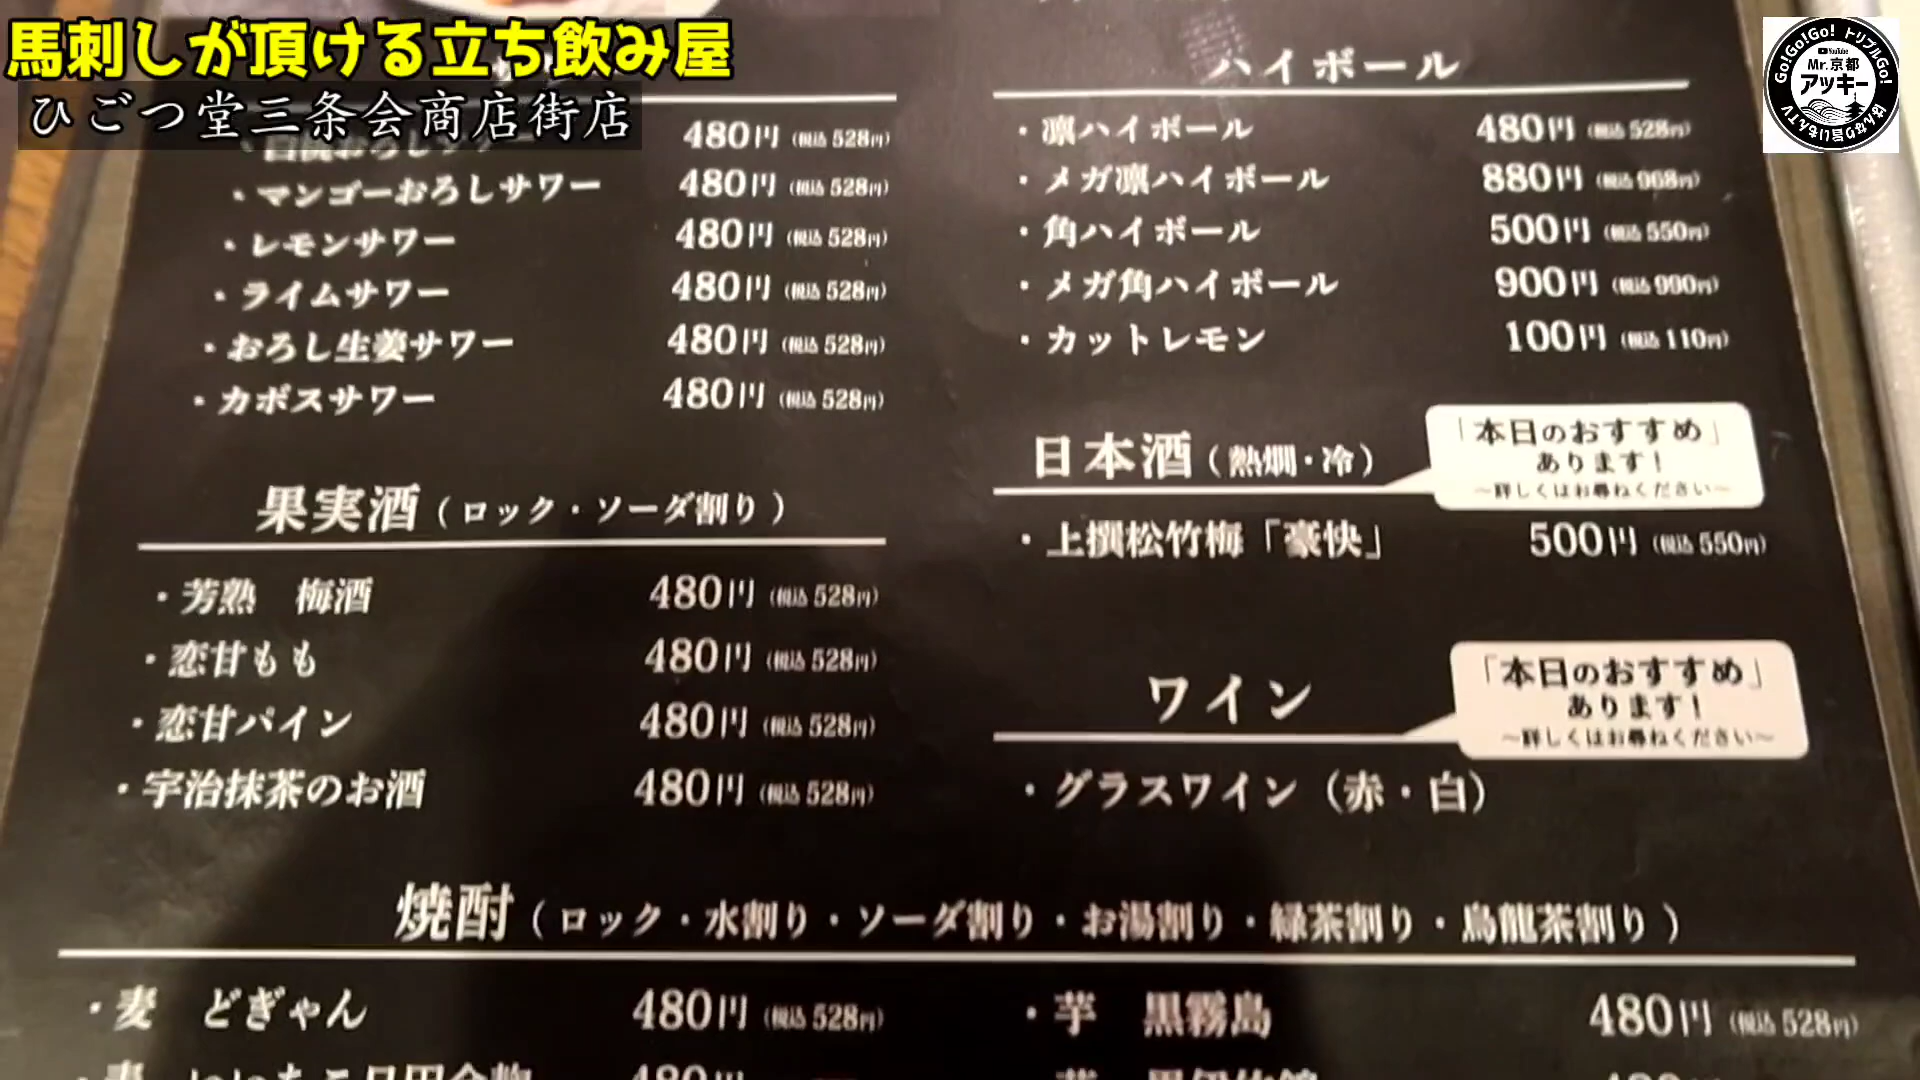 馬刺しが頂ける立ち飲み屋
ひごつ堂三条会商店街店
Go!Go!Go! トリプルGo!
YouTube
Mr.京都
アッキー
480円(税込 528円)
・マンゴーおろしサワー 480円(税込 528円)
・レモンサワー 480円(税込 528円)
・ライムサワー 480円(税込 528円)
・おろし生姜サワー 480円(税込 528円)
・カボスサワー 480円(税込 528円)
果実酒(ロック・ソーダ割り)
・芳熟 梅酒 480円(税込 528円)
・恋甘もも 480円(税込 528円)
・恋甘パイン 480円(税込 528円)
・宇治抹茶のお酒 480円(税込 528円)
ハイボール
・凛ハイボール 480円(税込 528円)
・メガ凛ハイボール 880円(税込 968円)
・角ハイボール 500円(税込 550円)
・メガ角ハイボール 900円(税込 990円)
・カットレモン 100円(税込 110円)
日本酒(熱燗・冷)
「本日のおすすめ」
あります!
~詳しくはお尋ねください~
・上撰松竹梅「豪快」 500円(税込 550円)
ワイン
「本日のおすすめ」
あります!
~詳しくはお尋ねください~
・グラスワイン(赤・白)
焼酎(ロック・水割り・ソーダ割り・お湯割り・緑茶割り・烏龍茶割り)
・麦 どぎゃん 480円(税込 528円)
・芋 黒霧島 480円(税込 528円)